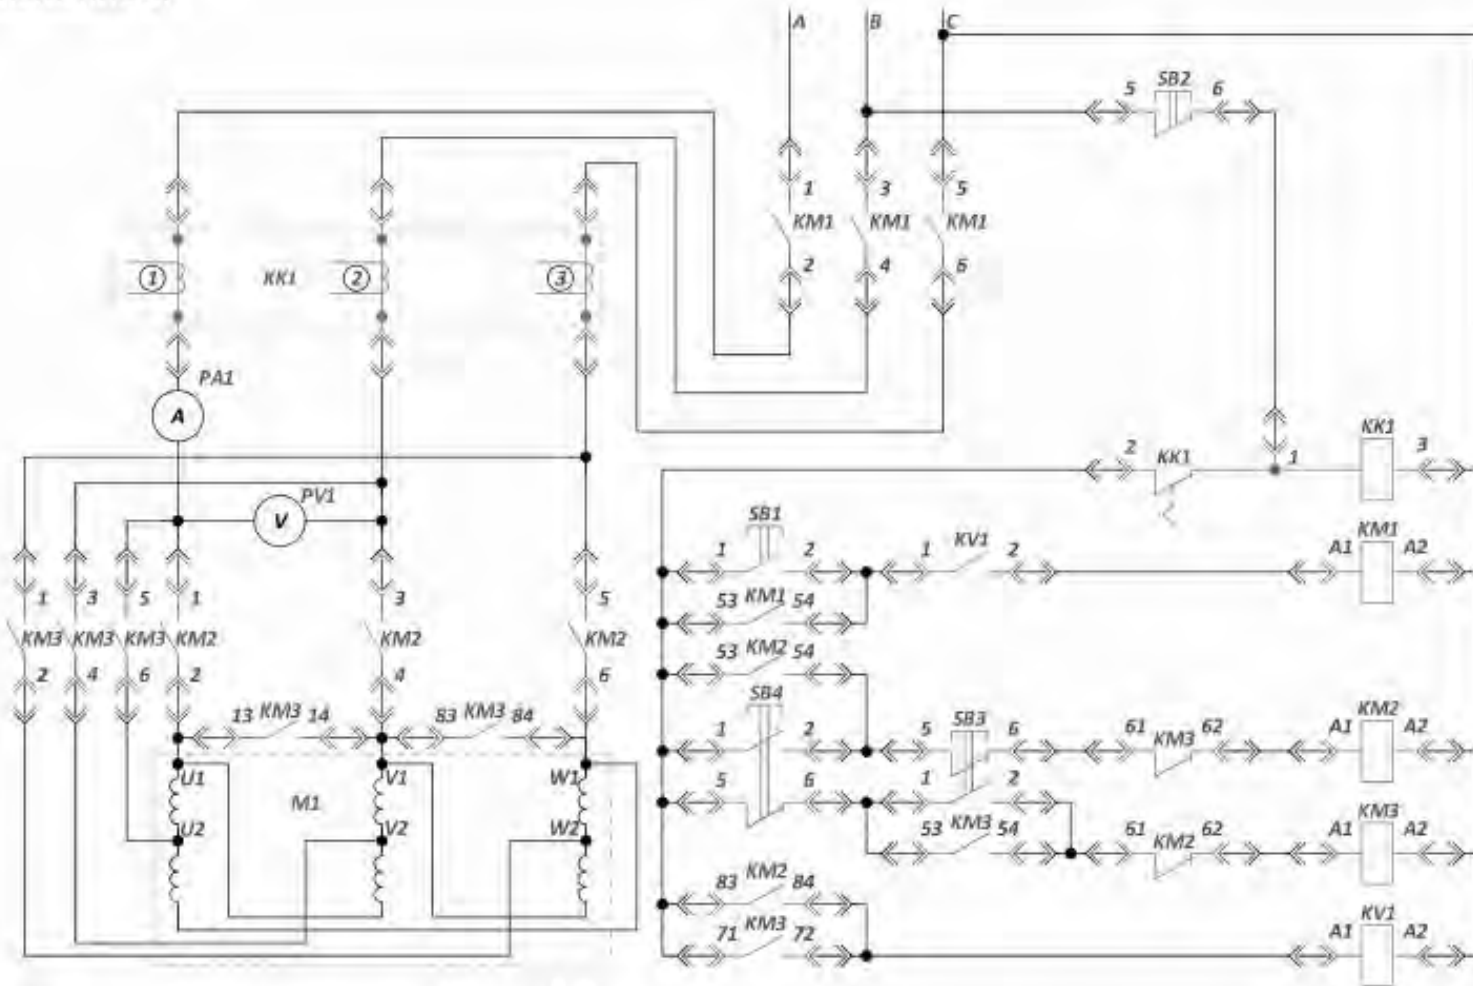 A B C
5 SB2 6
1 3 5
KM1 KM1 KM1
2 4 6
1 KK1 2 3
PA1
A
2 KK1 1 KK1 3
PV1
V
SB1
1 2 1 KV1 2 A1 KM1 A2
1 3 5 1 3 5
53 KM1 54
KM3 KM3 KM3 KM2 KM2 KM2
2 4 6 2 4 6
53 KM2 54
SB4
13 KM3 14 83 KM3 84
1 2 5 SB3 6 61 KM3 62 A1 KM2 A2
U1 V1 W1
M1
5 6 1 2
U2 V2 W2
53 KM3 54 61 KM2 62 A1 KM3 A2
83 KM2 84
71 KM3 72 A1 KV1 A2